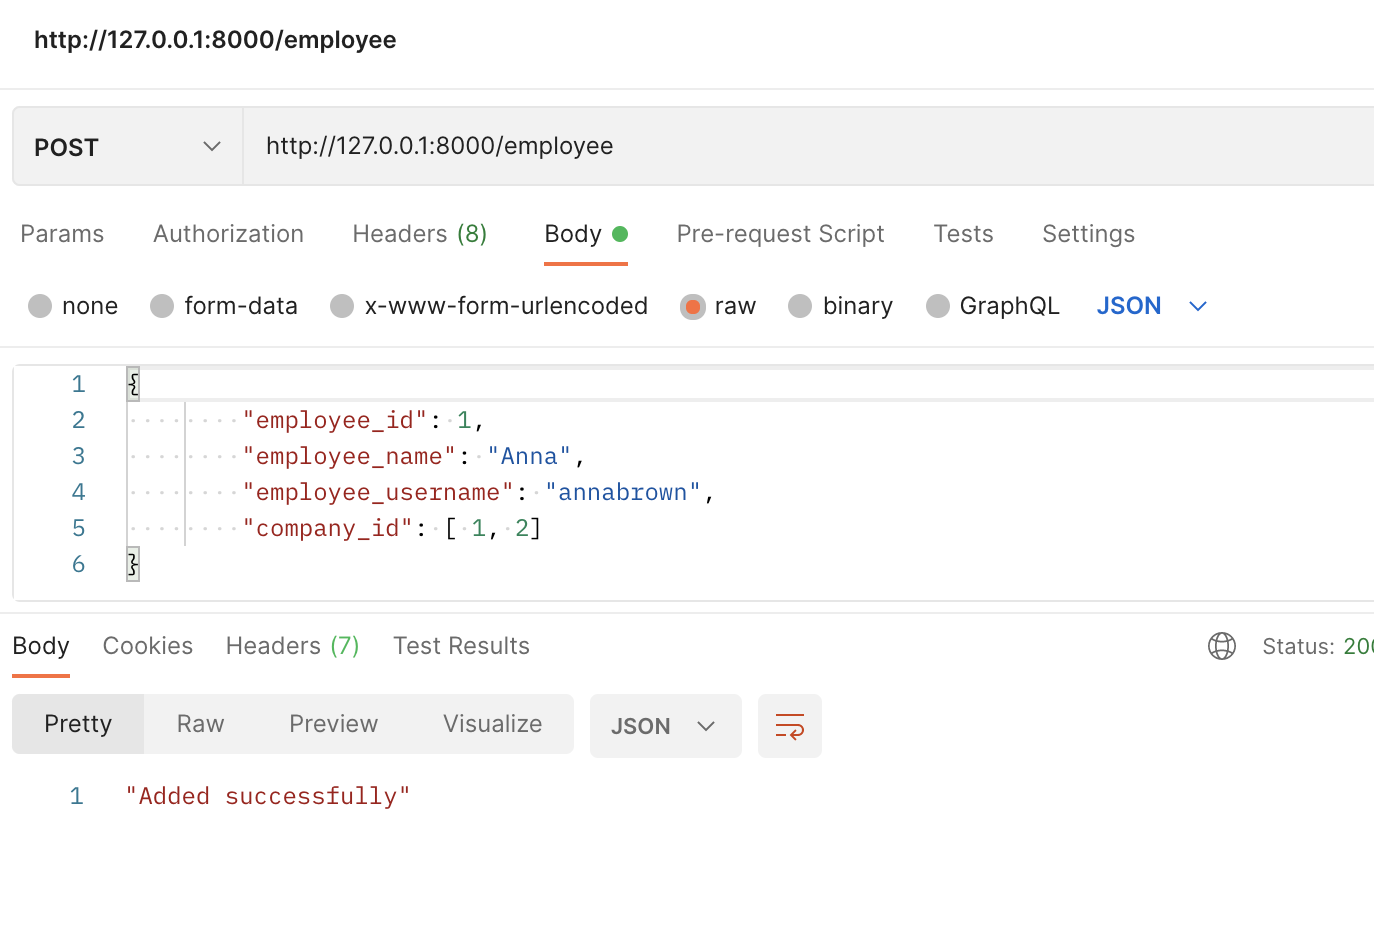 http://127.0.0.1:8000/employee
POST http://127.0.0.1:8000/employee
Params Authorization Headers (8) Body Pre-request Script Tests Settings
none form-data x-www-form-urlencoded raw binary GraphQL JSON
1 {
2 "employee_id": 1,
3 "employee_name": "Anna",
4 "employee_username": "annabrown",
5 "company_id": [ 1, 2]
6 }
Body Cookies Headers (7) Test Results Status: 200
Pretty Raw Preview Visualize JSON
1 "Added successfully"